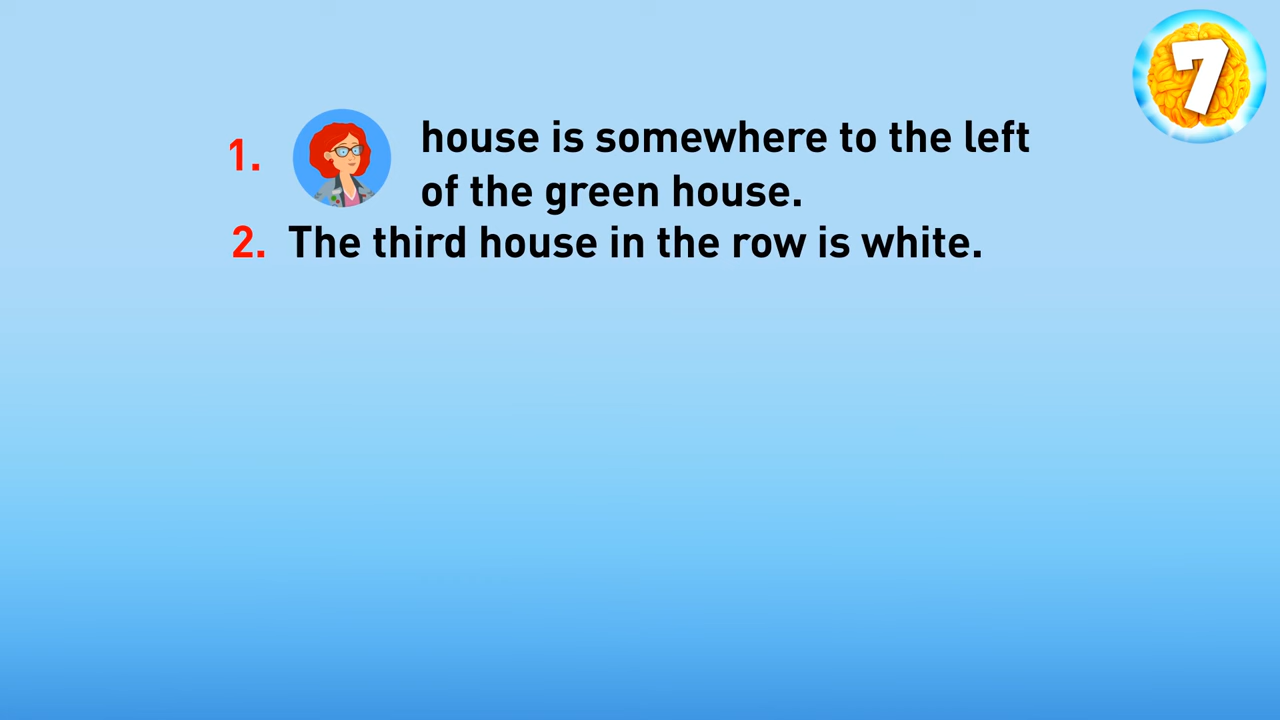 7
1. house is somewhere to the left
of the green house.
2. The third house in the row is white.